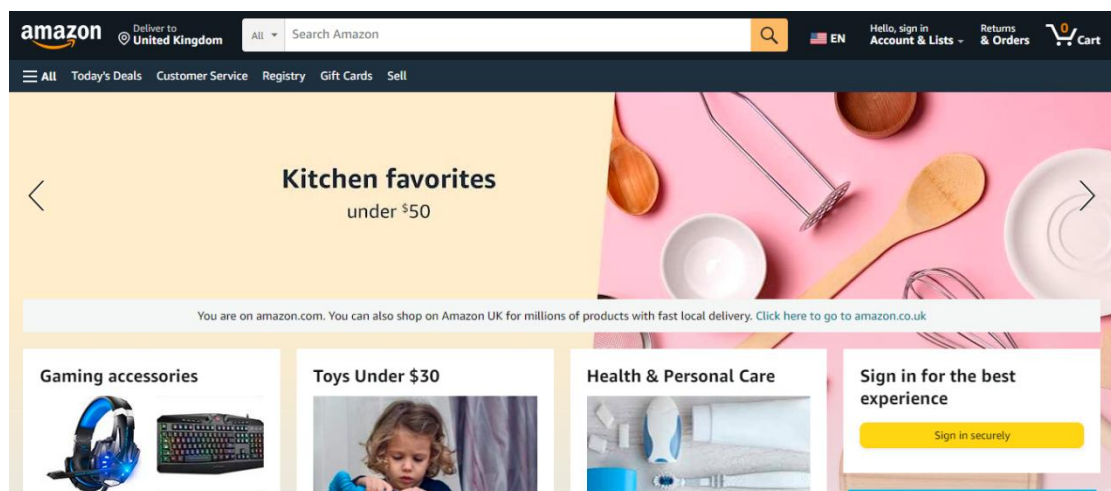 amazon
Deliver to
United Kingdom
All
Search Amazon
EN
Hello, sign in
Account & Lists
Returns
& Orders
0
Cart
All
Today's Deals
Customer Service
Registry
Gift Cards
Sell
Kitchen favorites
under $50
You are on amazon.com. You can also shop on Amazon UK for millions of products with fast local delivery. Click here to go to amazon.co.uk
Gaming accessories
Toys Under $30
Health & Personal Care
Sign in for the best
experience
Sign in securely